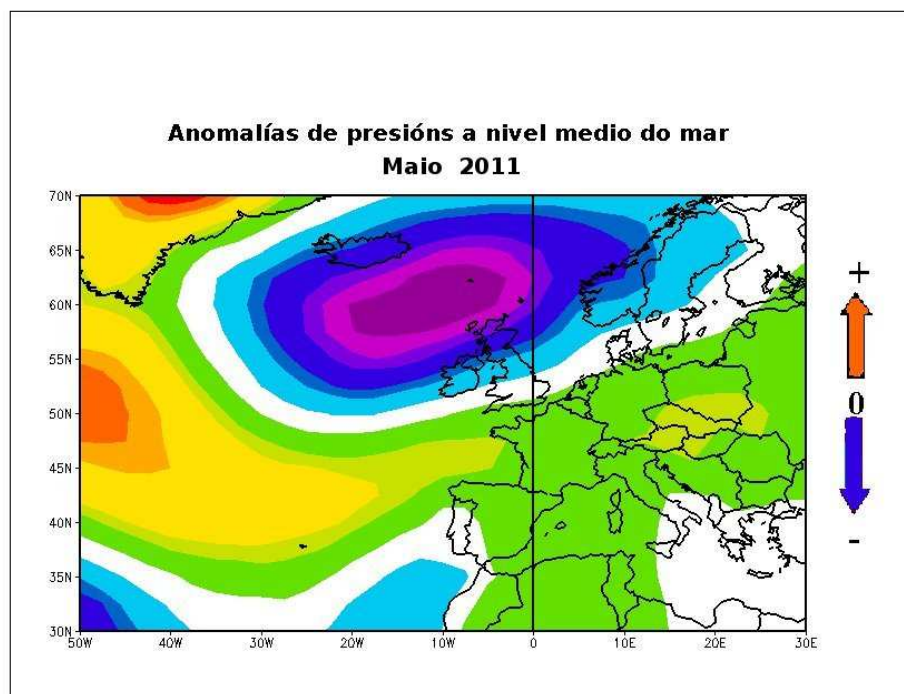 Anomalías de presións a nivel medio do mar
Maio 2011
70N
65N
60N
55N
50N
45N
40N
35N
30N
50W 40W 30W 20W 10W 0 10E 20E 30E
+
0
-